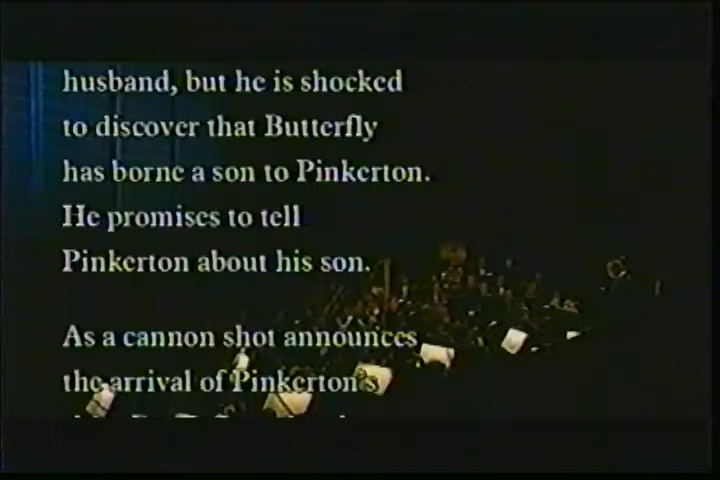 husband, but he is shocked
to discover that Butterfly
has borne a son to Pinkerton.
He promises to tell
Pinkerton about his son.
As a cannon shot announces
the arrival of Pinkerton's